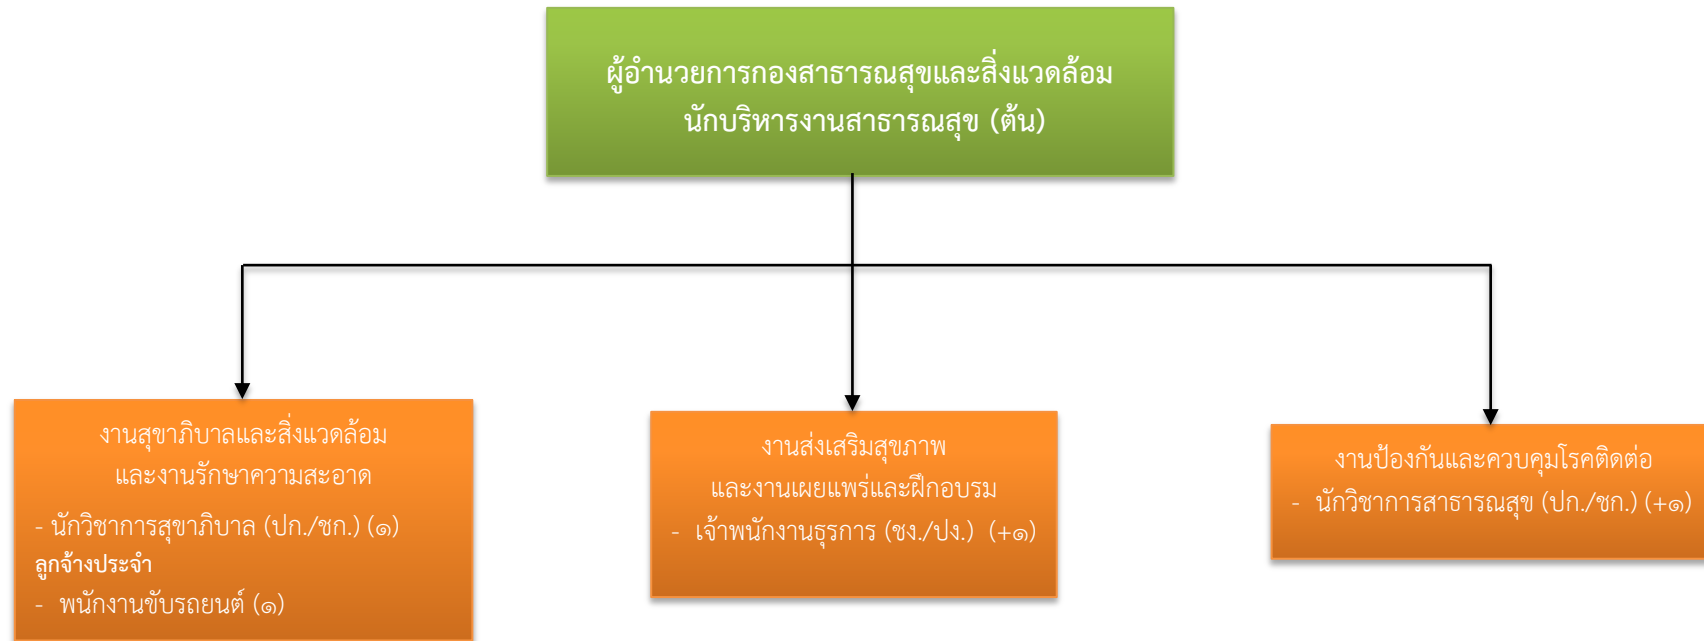 ผู้อำนวยการกองสาธารณสุขและสิ่งแวดล้อม
นักบริหารงานสาธารณสุข (ต้น)
งานสุขาภิบาลและสิ่งแวดล้อม
และงานรักษาความสะอาด
- นักวิชาการสุขาภิบาล (ปก./ชก.) (๑)
ลูกจ้างประจำ
- พนักงานขับรถยนต์ (๑)
งานส่งเสริมสุขภาพ
และงานเผยแพร่และฝึกอบรม
- เจ้าพนักงานธุรการ (ชง./ปง.) (+๑)
งานป้องกันและควบคุมโรคติดต่อ
- นักวิชาการสาธารณสุข (ปก./ชก.) (+๑)